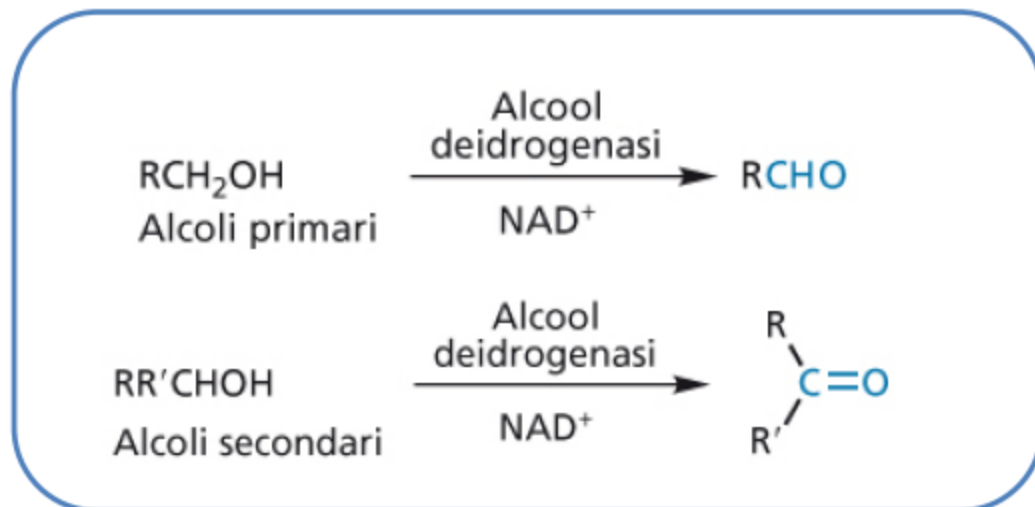 Alcool
deidrogenasi
RCH₂OH
RCHO
Alcoli primari
NAD⁺
Alcool
deidrogenasi
R
RR′CHOH
C=O
NAD⁺
R′
Alcoli secondari